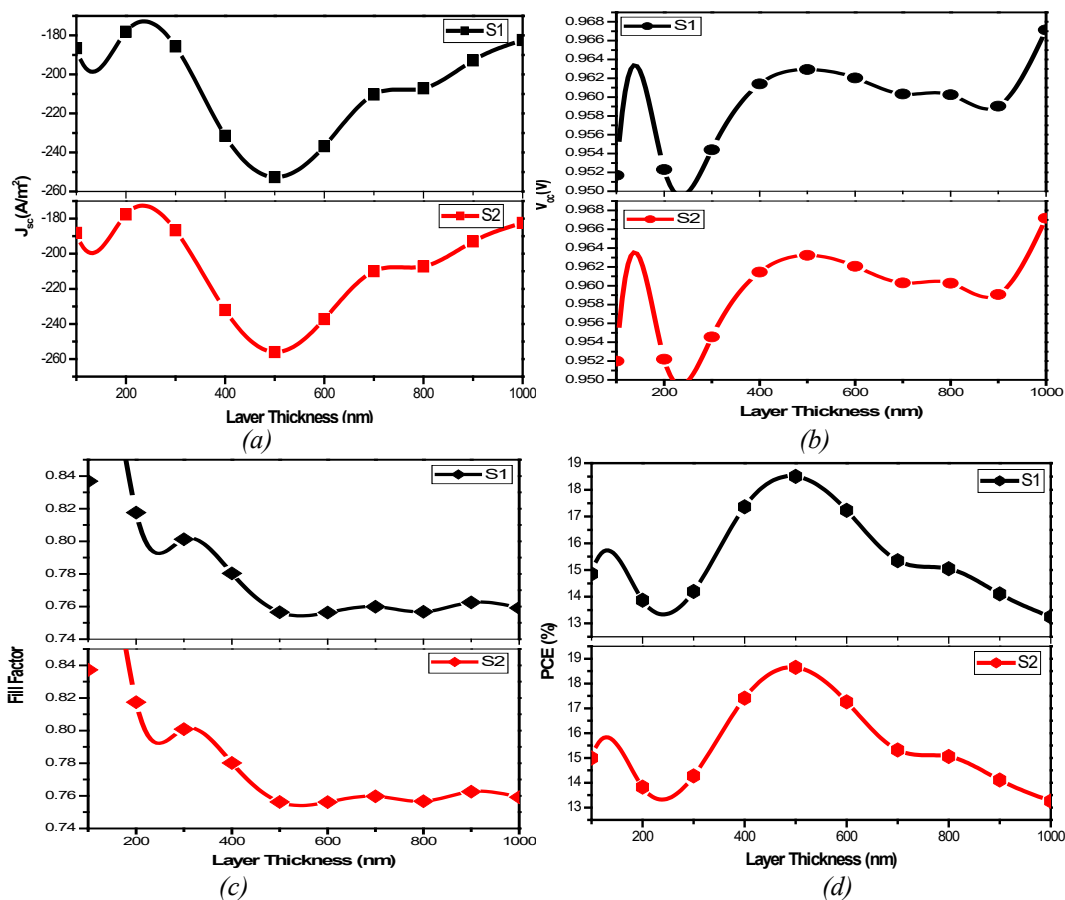 S1
-180
-200
-220
-240
-260
S2
-180
-200
-220
-240
-260
Jsc(A/m²)
200 400 600 800 1000
Layer Thickness (nm)
(a)
S1
0.968
0.966
0.964
0.962
0.960
0.958
0.956
0.954
0.952
0.950
S2
0.968
0.966
0.964
0.962
0.960
0.958
0.956
0.954
0.952
0.950
Voc(V)
200 400 600 800 1000
Layer Thickness (nm)
(b)
S1
0.84
0.82
0.80
0.78
0.76
0.74
S2
0.84
0.82
0.80
0.78
0.76
0.74
Fill Factor
200 400 600 800 1000
Layer Thickness (nm)
(c)
S1
19
18
17
16
15
14
13
S2
19
18
17
16
15
14
13
PCE (%)
200 400 600 800 1000
Layer Thickness (nm)
(d)